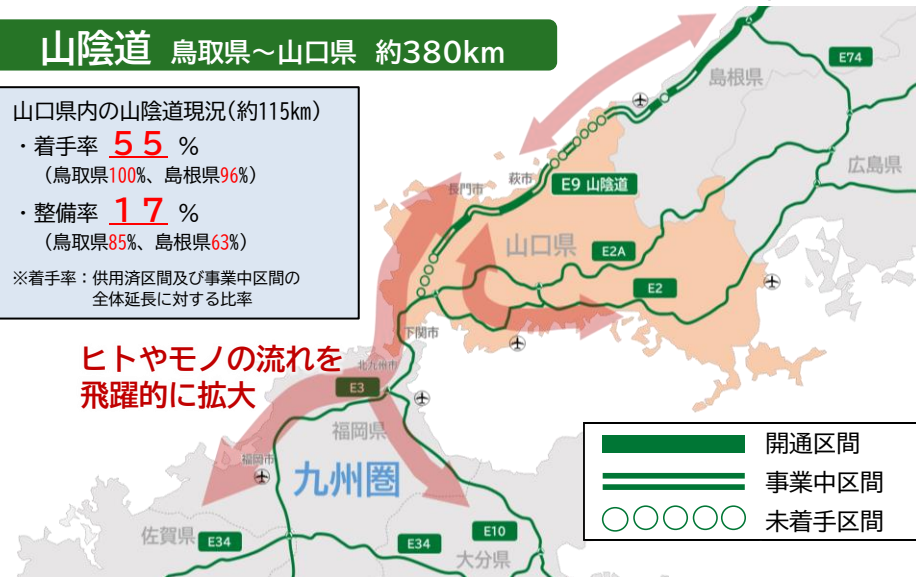 山陰道 鳥取県～山口県 約380km
山口県内の山陰道現況(約115km)
・着手率 55 %
（鳥取県100%、島根県96%）
・整備率 17 %
（鳥取県85%、島根県63%）
※着手率：供用済区間及び事業中区間の
全体延長に対する比率
E74
島根県
広島県
萩市
長門市
E9 山陰道
山口県
E2A
E2
下関市
ヒトやモノの流れを
飛躍的に拡大
北九州市
E3
福岡県
福岡市
九州圏
佐賀県
E34
E34
E10
大分県
開通区間
事業中区間
未着手区間